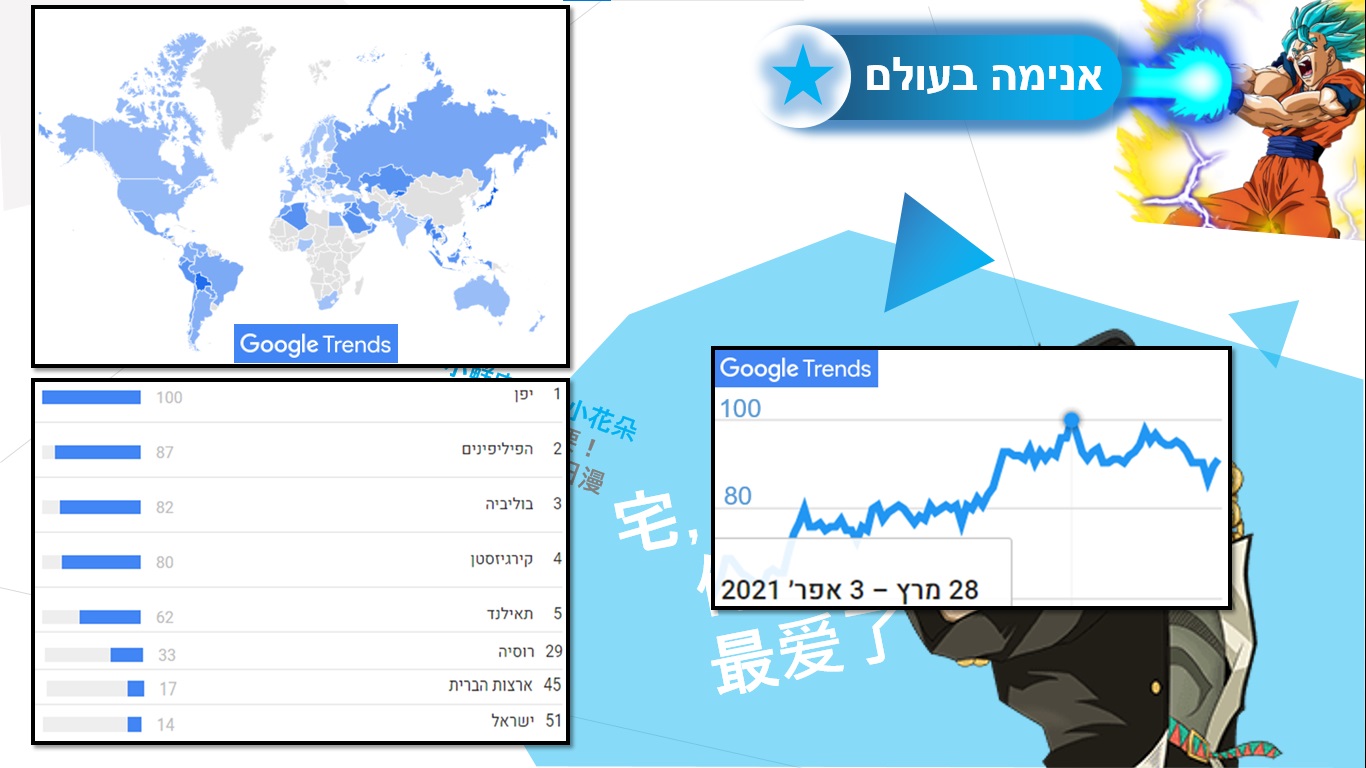 אנימה בעולם
Google Trends
1 יפן 100
2 הפיליפינים 87
3 בוליביה 82
4 קירגיזסטן 80
5 תאילנד 62
29 רוסיה 33
45 ארצות הברית 17
51 ישראל 14
Google Trends
100
80
28 מרץ – 3 אפר׳ 2021
小花朵
！
漫
宅,
最爱了